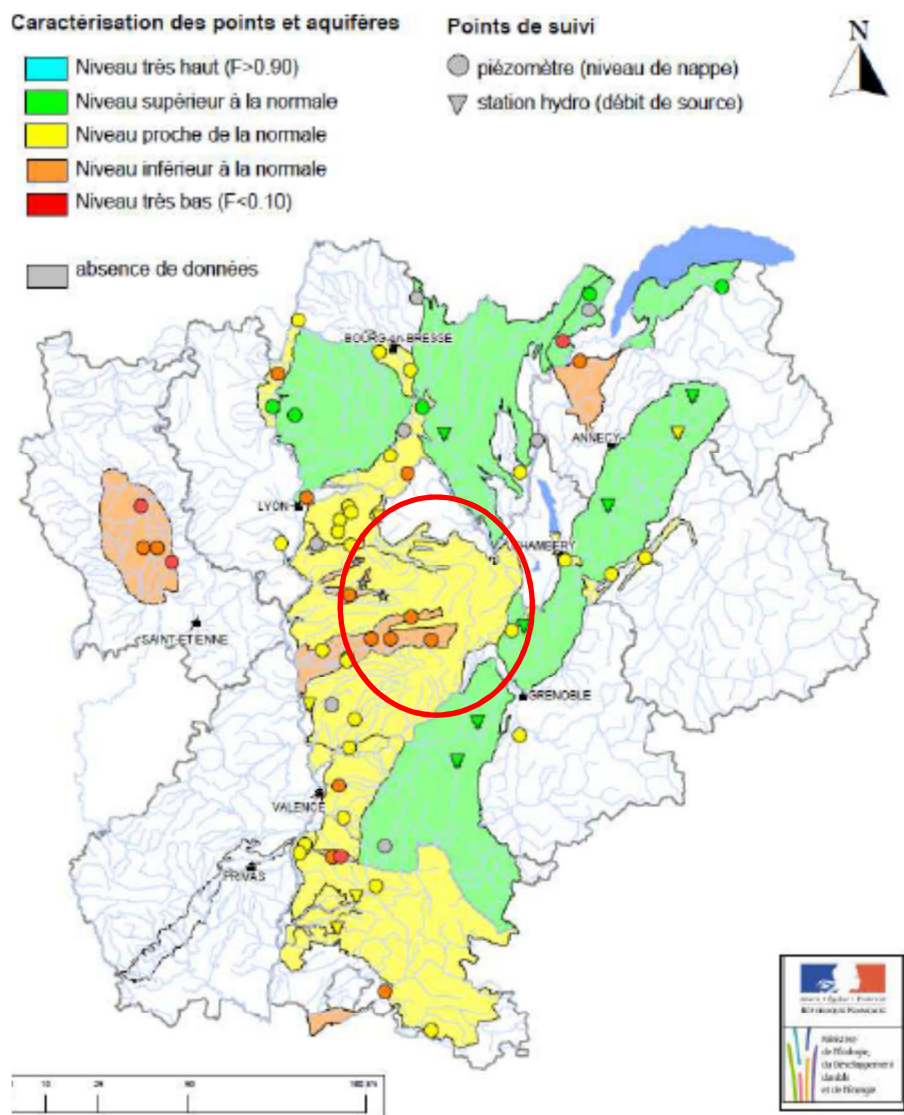 Caractérisation des points et aquifères
Niveau très haut (F>0.90)
Niveau supérieur à la normale
Niveau proche de la normale
Niveau inférieur à la normale
Niveau très bas (F<0.10)
absence de données
Points de suivi
piézomètre (niveau de nappe)
station hydro (débit de source)
N
BOURG-en-BRESSE
ANNECY
LYON
CHAMBERY
SAINT-ETIENNE
GRENOBLE
VALENCE
PRIVAS
RÉPUBLIQUE FRANÇAISE
Ministère
de l'Écologie,
du Développement
durable
et de l'Énergie